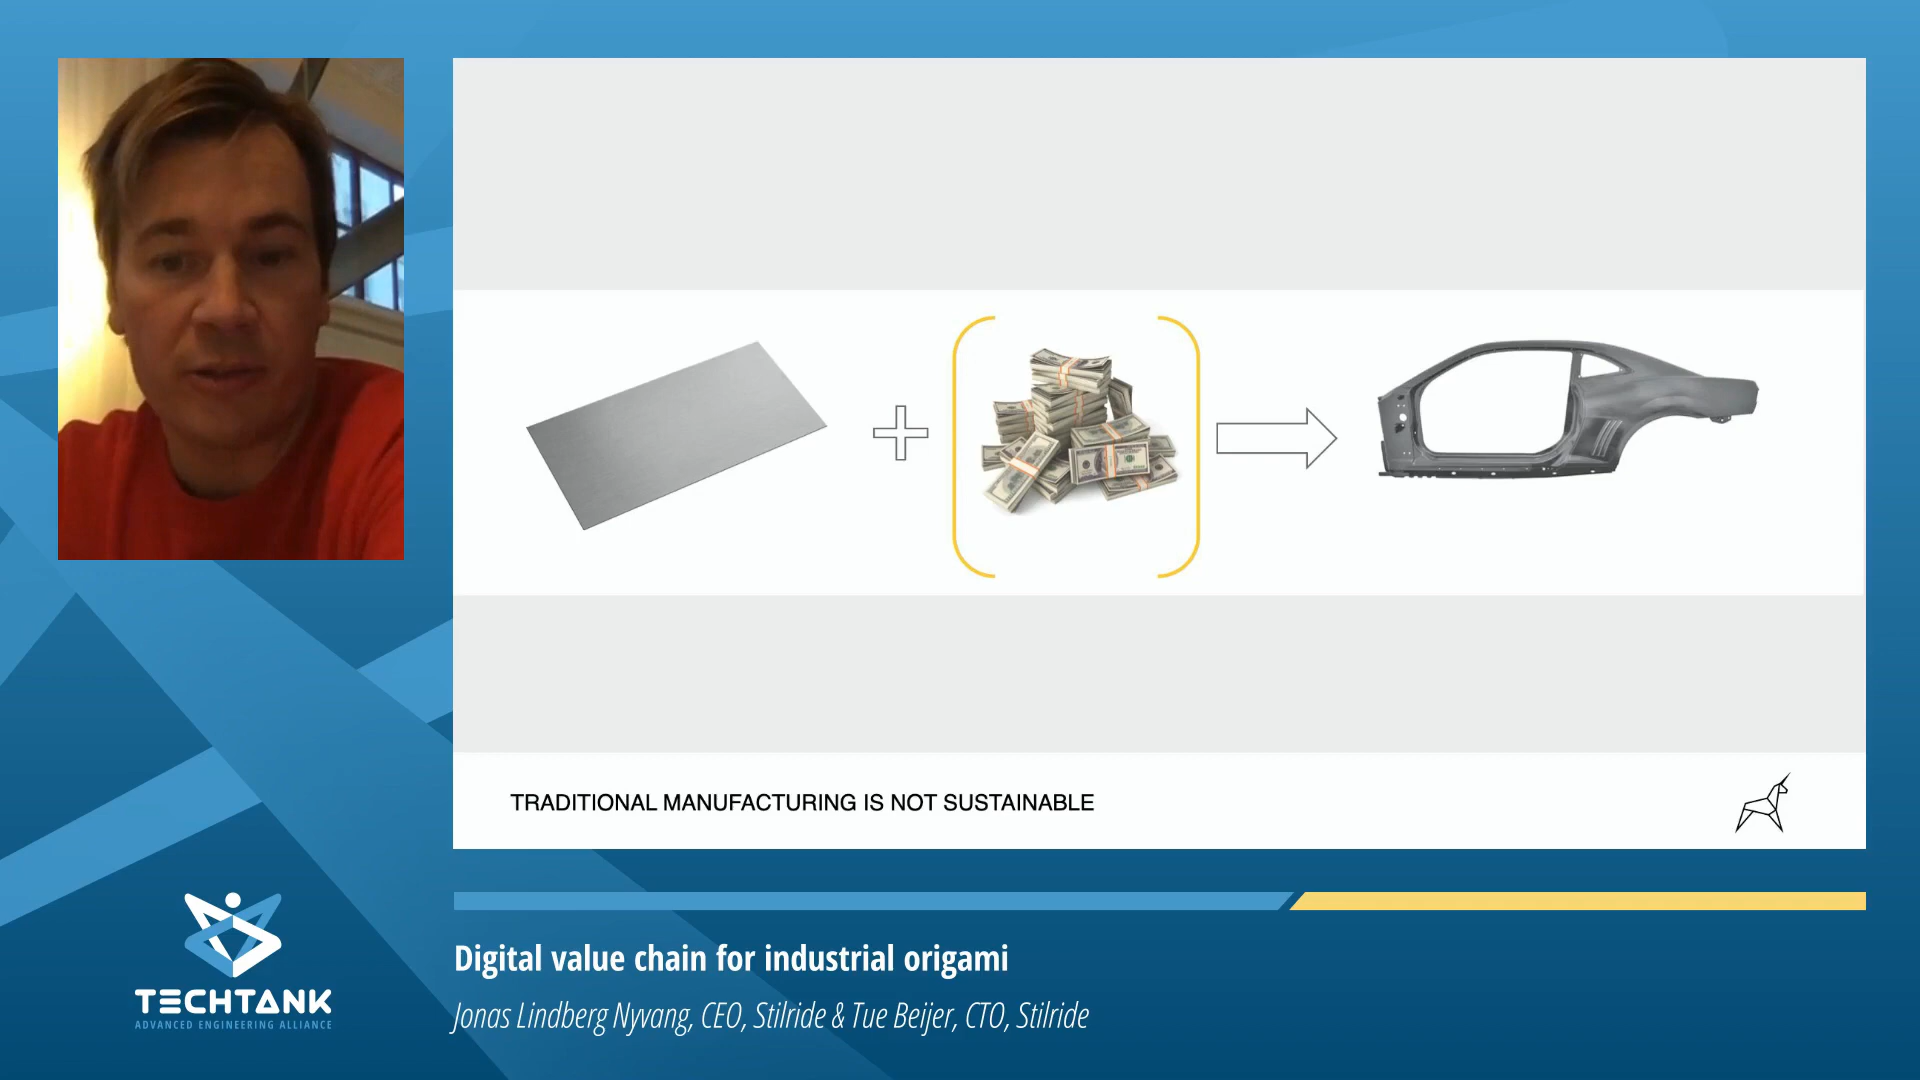 TRADITIONAL MANUFACTURING IS NOT SUSTAINABLE
TECHTANK
ADVANCED ENGINEERING ALLIANCE
Digital value chain for industrial origami
Jonas Lindberg Nyvang, CEO, Stilride & Tue Beijer, CTO, Stilride